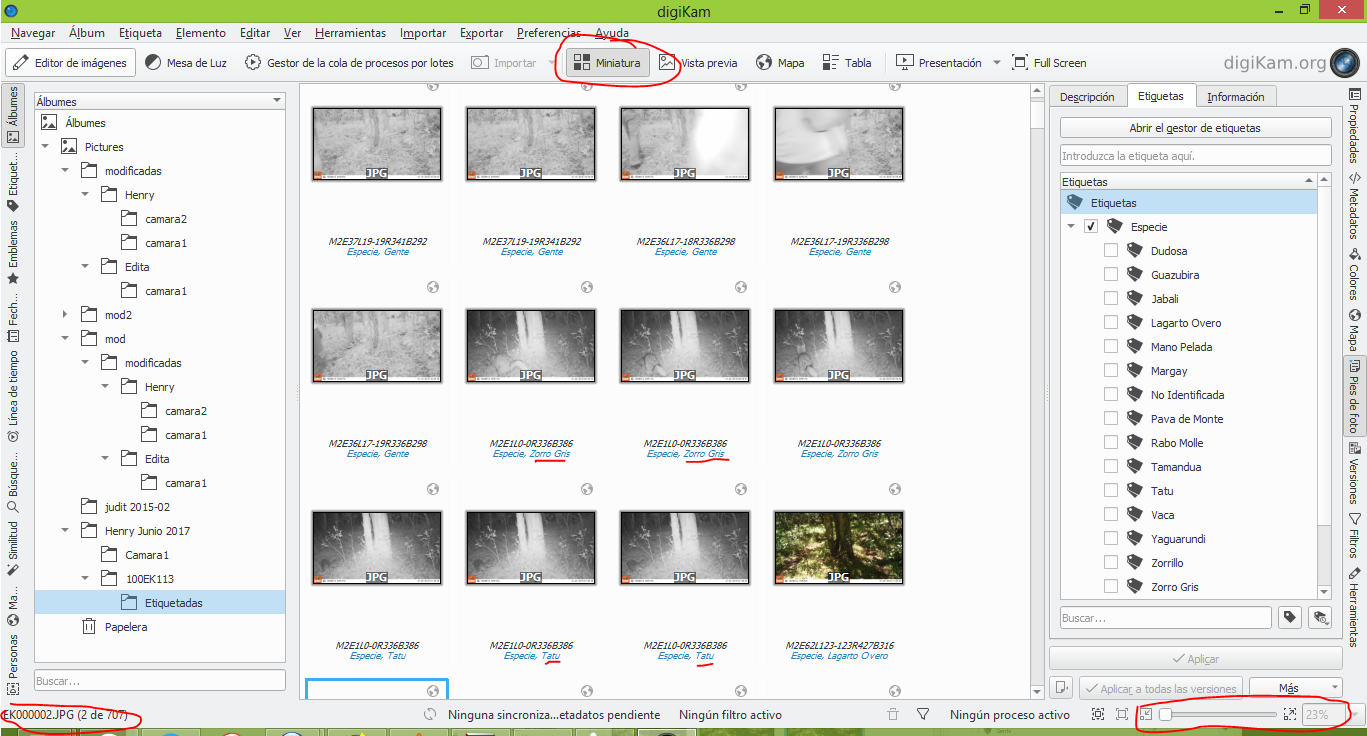 digiKam
Navegar Álbum Etiqueta Elemento Editar Ver Herramientas Importar Exportar Preferencias Ayuda
Editor de imágenes Mesa de Luz Gestor de la cola de procesos por lotes Importar Miniatura Vista previa Mapa Tabla Presentación Full Screen digiKam.org
Álbumes
Etiquet...
Emblemas
Fech...
Línea de tiempo
Búsque...
Similitud
Ma...
Personas
Álbumes
Álbumes
Pictures
modificadas
Henry
camara2
camara1
Edita
camara1
mod2
mod
modificadas
Henry
camara2
camara1
Edita
camara1
judit 2015-02
Henry Junio 2017
Camara1
100EK113
Etiquetadas
Papelera
Buscar...
JPG JPG JPG JPG
M2E37L19-19R341B292 M2E37L19-19R341B292 M2E36L17-18R336B298 M2E36L17-19R336B298
Especie, Gente Especie, Gente Especie, Gente Especie, Gente
JPG JPG JPG JPG
M2E36L17-19R336B298 M2E1L0-0R336B386 M2E1L0-0R336B386 M2E1L0-0R336B386
Especie, Gente Especie, Zorro Gris Especie, Zorro Gris Especie, Zorro Gris
JPG JPG JPG JPG
M2E1L0-0R336B386 M2E1L0-0R336B386 M2E1L0-0R336B386 M2E62L123-123R427B316
Especie, Tatu Especie, Tatu Especie, Tatu Especie, Lagarto Overo
Descripción Etiquetas Información
Abrir el gestor de etiquetas
Introduzca la etiqueta aquí.
Etiquetas
Etiquetas
Especie
Dudosa
Guazubira
Jabali
Lagarto Overo
Mano Pelada
Margay
No Identificada
Pava de Monte
Rabo Molle
Tamandua
Tatu
Vaca
Yaguarundi
Zorrillo
Zorro Gris
Buscar...
Aplicar
Aplicar a todas las versiones Más
Propiedades
Metadatos
Colores
Mapa
Pies de foto
Versiones
Filtros
Herramientas
EK000002.JPG (2 de 707) Ninguna sincroniza...etadatos pendiente Ningún filtro activo Ningún proceso activo 23%